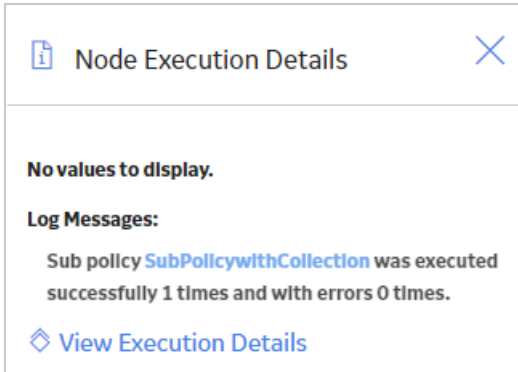 Node Execution Details
No values to display.
Log Messages:
Sub policy SubPolicywithCollection was executed
successfully 1 times and with errors 0 times.
View Execution Details